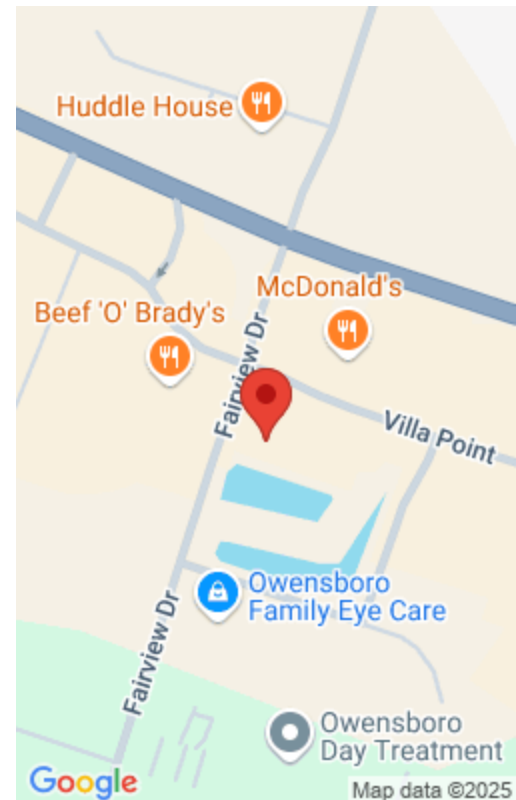 Huddle House
McDonald's
Beef 'O' Brady's
Fairview Dr
Villa Point
Owensboro
Family Eye Care
Fairview Dr
Owensboro
Day Treatment
Google
Map data ©2025